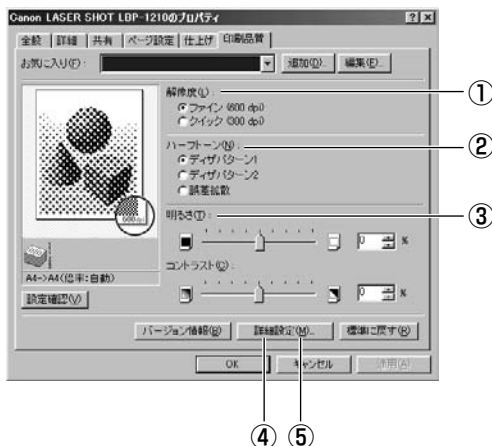 Canon LASER SHOT LBP-1210のプロパティ
全般 詳細 共有 ページ設定 仕上げ 印刷品質
お気に入り(F): 追加(D)... 編集(E)...
解像度(L):
①
ファイン (600 dpi)
クイック (300 dpi)
ハーフトーン(N):
②
ディザパターン1
ディザパターン2
誤差拡散
600 dpi
明るさ(T):
③
0 %
コントラスト(C):
0 %
A4->A4(倍率:自動)
設定確認(V)
バージョン情報(B) 詳細設定(M)... 標準に戻す(R)
OK キャンセル 適用(A)
④ ⑤